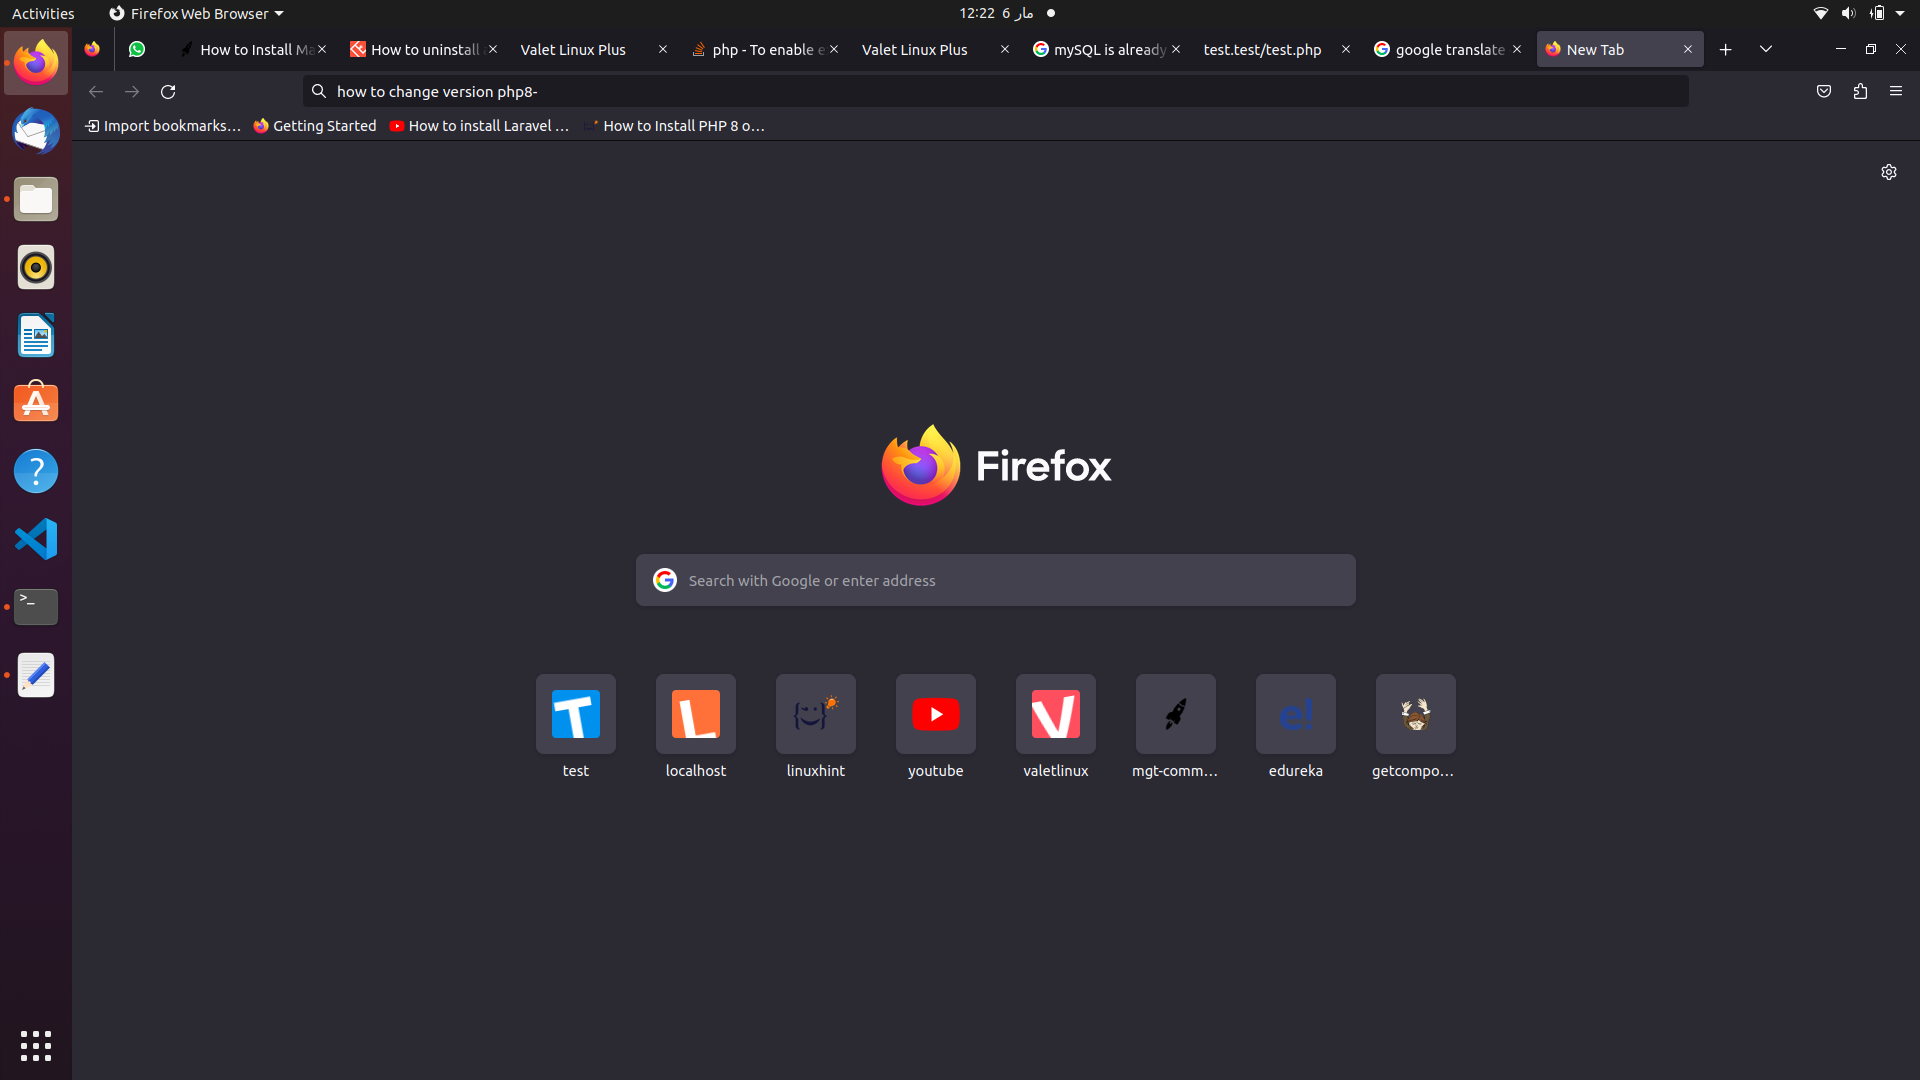 Activities
Firefox Web Browser
12:22 6 مار
How to Install Ma
How to uninstall a
Valet Linux Plus
php - To enable e
Valet Linux Plus
mySQL is already
test.test/test.php
google translate
New Tab
how to change version php8-
Import bookmarks...
Getting Started
How to install Laravel ...
How to Install PHP 8 o...
Firefox
Search with Google or enter address
test
localhost
linuxhint
youtube
valetlinux
mgt-comm...
edureka
getcompo...